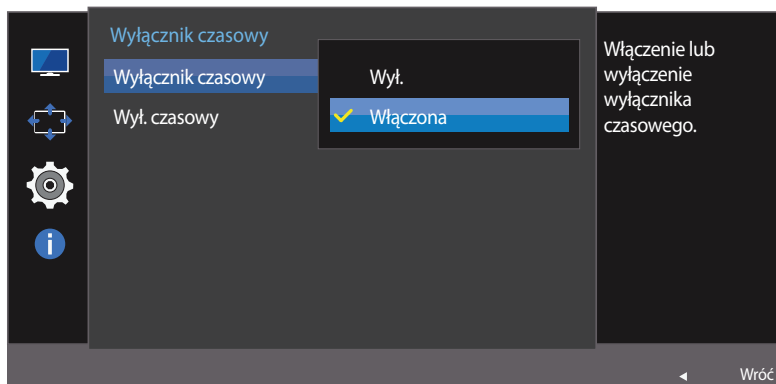 Wyłącznik czasowy
Wyłącznik czasowy
Wył. czasowy
Wył.
Włączona
Włączenie lub
wyłączenie
wyłącznika
czasowego.
Wróć